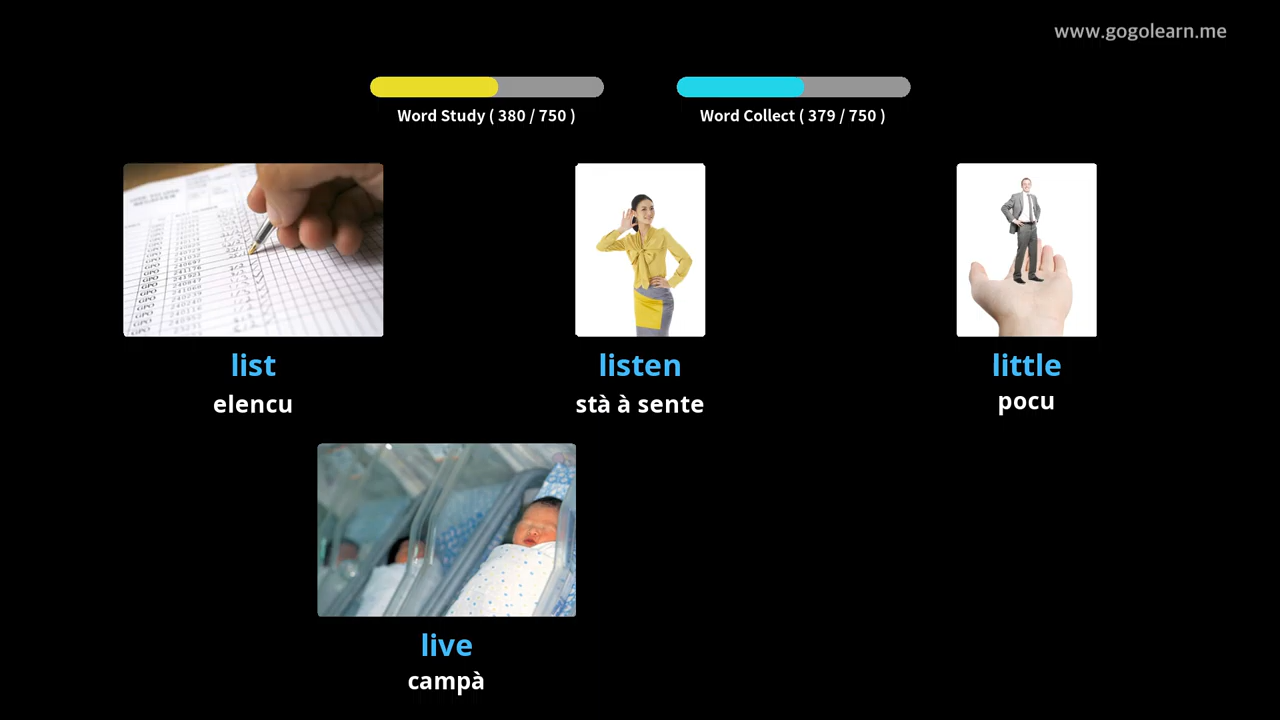 www.gogolearn.me
Word Study ( 380 / 750 )
Word Collect ( 379 / 750 )
list
elencu
listen
stà à sente
little
pocu
live
campà